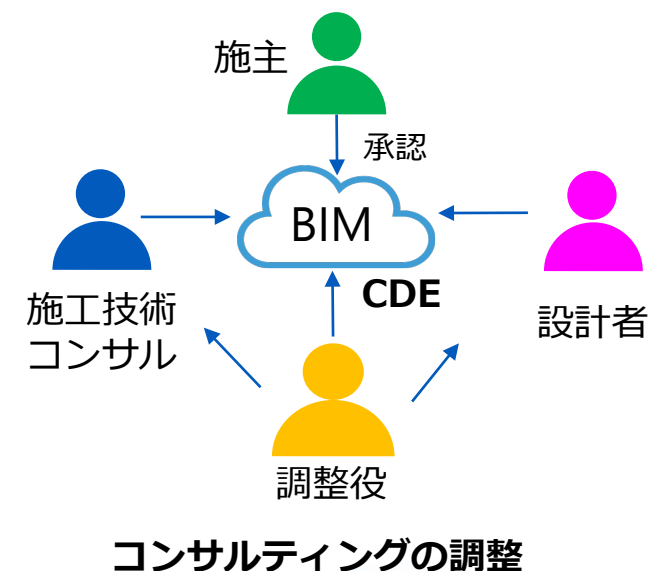 施主
承認
BIM
CDE
施工技術
コンサル
設計者
調整役
コンサルティングの調整